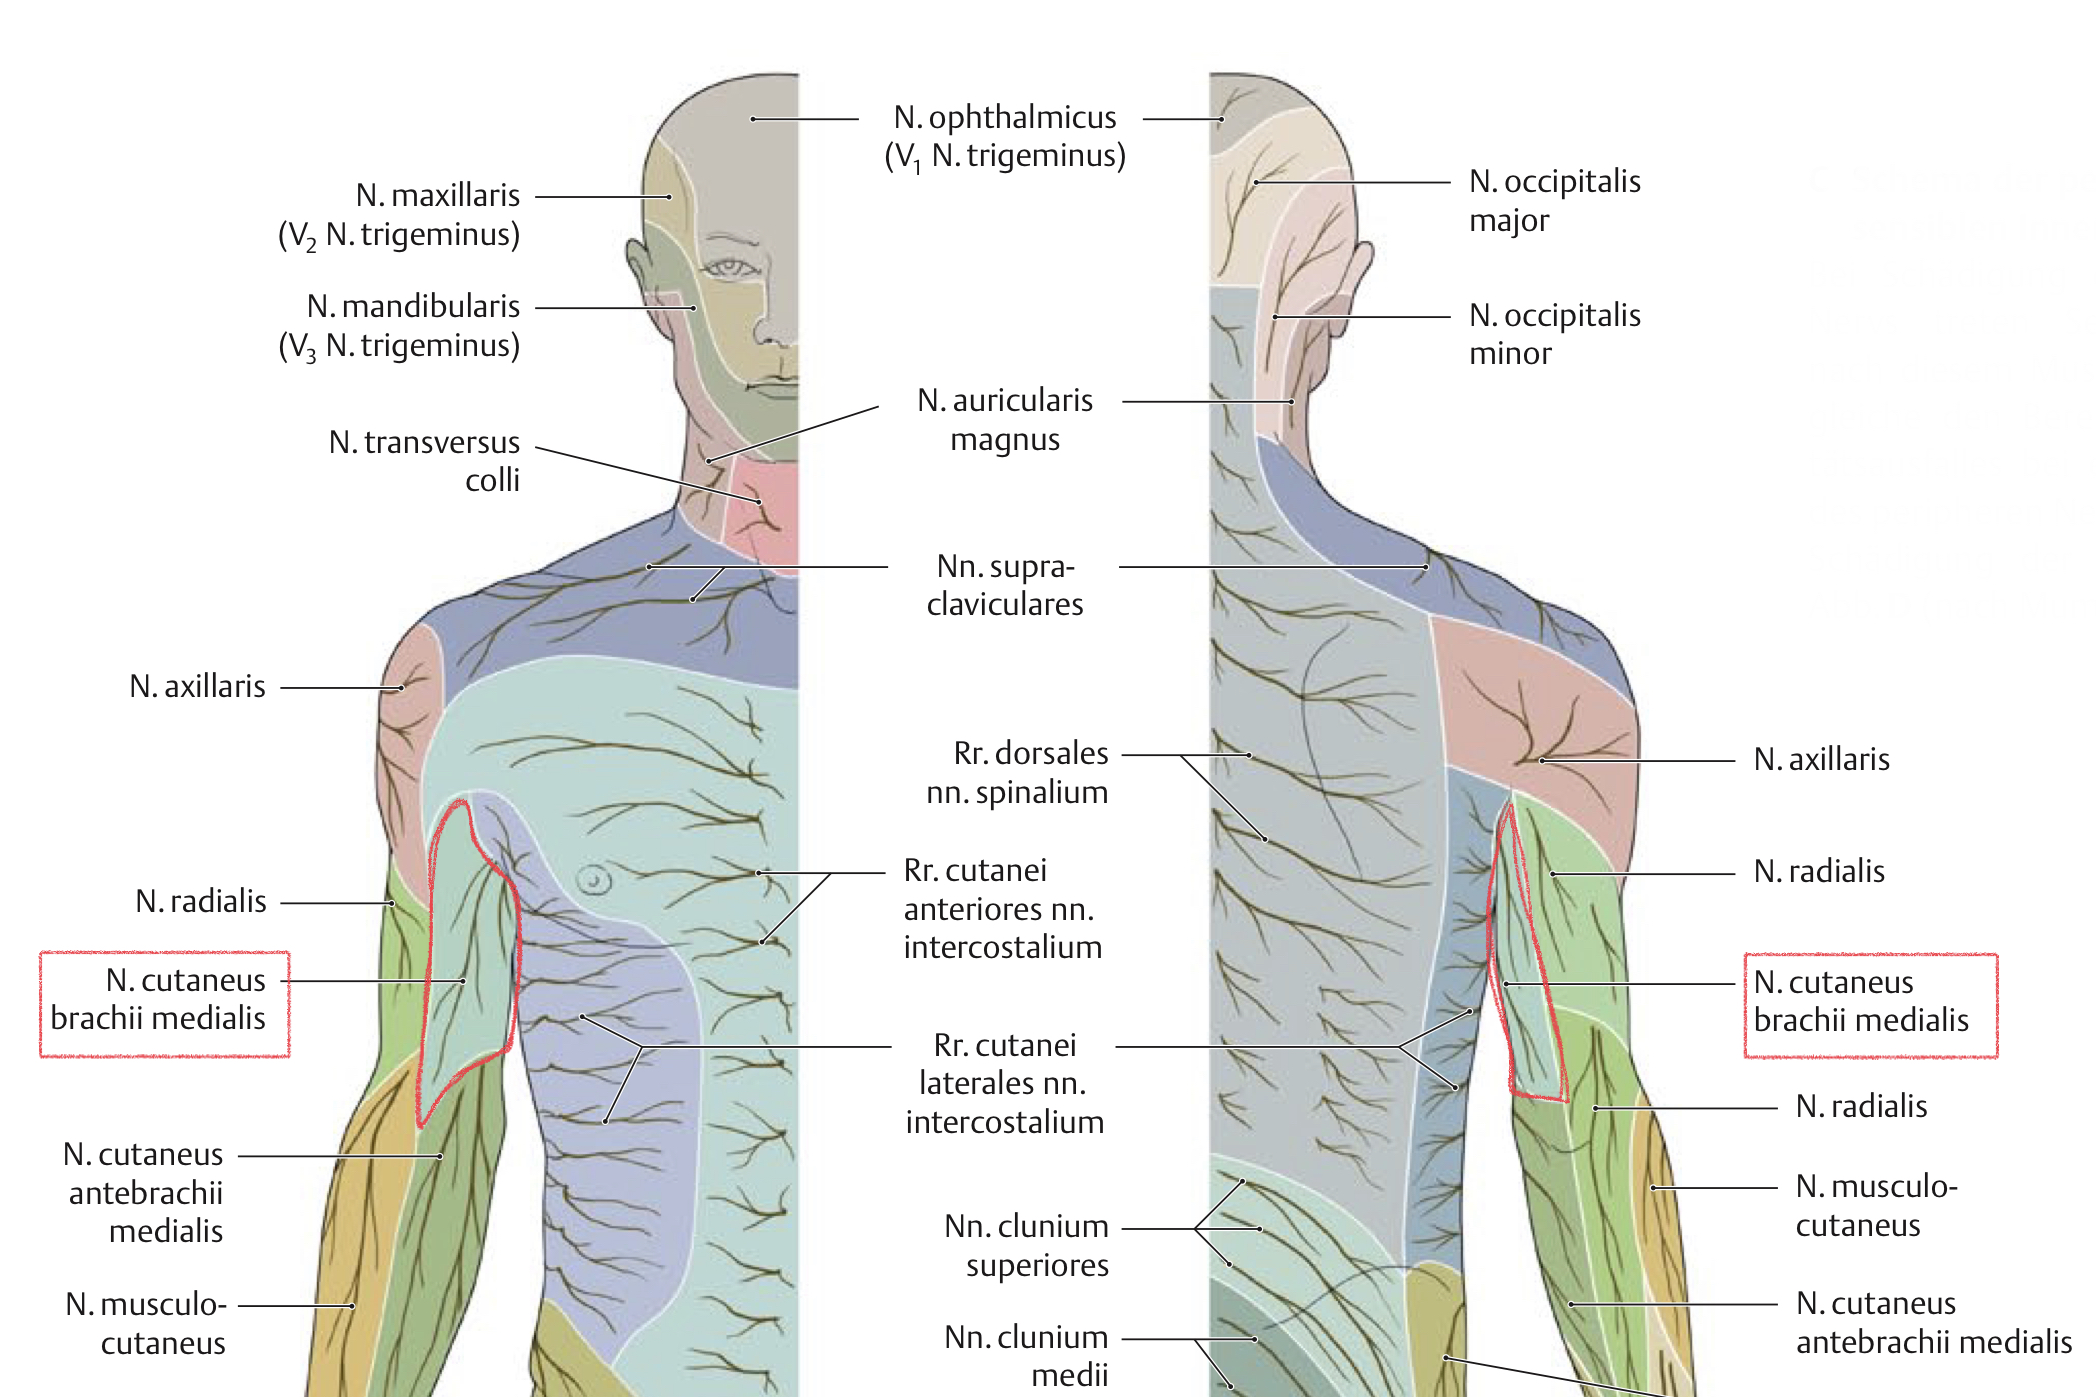 N. ophthalmicus
(V1 N. trigeminus)
N. maxillaris
(V2 N. trigeminus)
N. mandibularis
(V3 N. trigeminus)
N. transversus
colli
N. auricularis
magnus
N. occipitalis
major
N. occipitalis
minor
Nn. supra-
claviculares
N. axillaris
N. radialis
N. cutaneus
brachii medialis
N. cutaneus
antebrachii
medialis
N. musculo-
cutaneus
Rr. dorsales
nn. spinalium
Rr. cutanei
anteriores nn.
intercostalium
Rr. cutanei
laterales nn.
intercostalium
Nn. clunium
superiores
Nn. clunium
medii
N. axillaris
N. radialis
N. cutaneus
brachii medialis
N. radialis
N. musculo-
cutaneus
N. cutaneus
antebrachii medialis